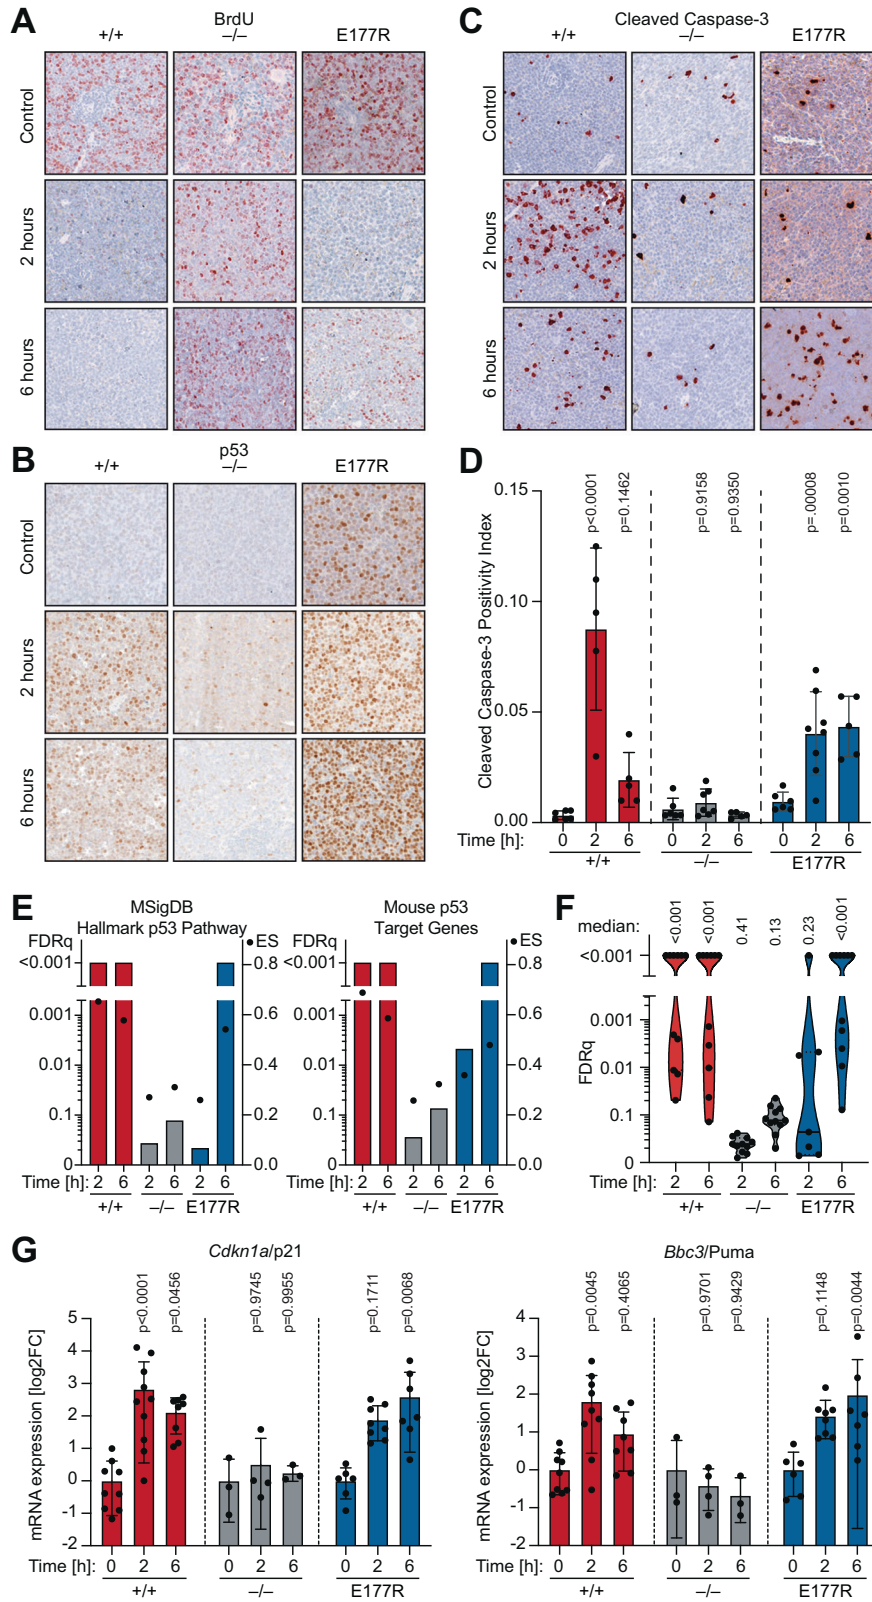 A
BrdU
+/+ –/– E177R
Control
2 hours
6 hours
B
p53
+/+ –/– E177R
Control
2 hours
6 hours
C
Cleaved Caspase-3
+/+ –/– E177R
Control
2 hours
6 hours
D
Cleaved Caspase-3 Positivity Index
0.15
0.10
0.05
0.00
p<0.0001
p=0.1462
p=0.9158
p=0.9350
p=.00008
p=0.0010
Time [h]: 0 2 6 0 2 6 0 2 6
+/+ –/– E177R
E
MSigDB
Hallmark p53 Pathway
FDRq
ES
<0.001
0.001
0.01
0.1
0
0.8
0.6
0.4
0.2
0.0
Time [h]: 2 6 2 6 2 6
+/+ –/– E177R
Mouse p53
Target Genes
FDRq
ES
<0.001
0.001
0.01
0.1
0
0.8
0.6
0.4
0.2
0.0
Time [h]: 2 6 2 6 2 6
+/+ –/– E177R
F
median: <0.001 <0.001 0.41 0.13 0.23 <0.001
FDRq
<0.001
0.001
0.01
0.1
0
Time [h]: 2 6 2 6 2 6
+/+ –/– E177R
G
Cdkn1a/p21
mRNA expression [log2FC]
5
4
3
2
1
0
-1
-2
p<0.0001
p=0.0456
p=0.9745
p=0.9955
p=0.1711
p=0.0068
Time [h]: 0 2 6 0 2 6 0 2 6
+/+ –/– E177R
Bbc3/Puma
mRNA expression [log2FC]
4
3
2
1
0
-1
-2
p=0.0045
p=0.4065
p=0.9701
p=0.9429
p=0.1148
p=0.0044
Time [h]: 0 2 6 0 2 6 0 2 6
+/+ –/– E177R